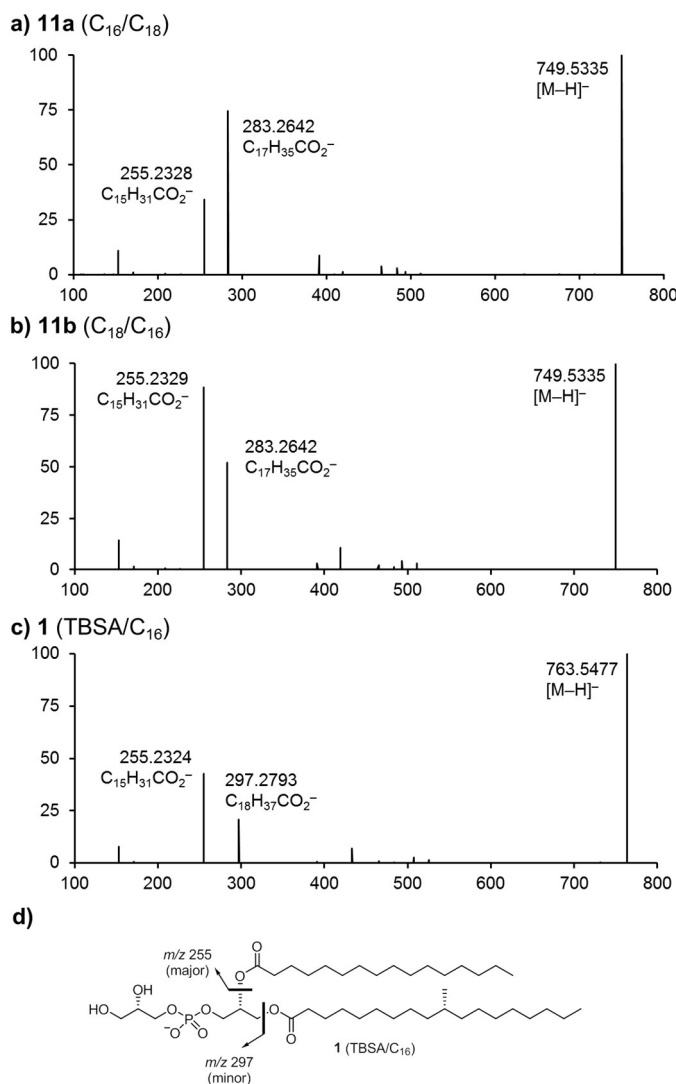 a) 11a (C₁₆/C₁₈)
100
75
50
25
0
749.5335
[M–H]⁻
283.2642
C₁₇H₃₅CO₂⁻
255.2328
C₁₅H₃₁CO₂⁻
100 200 300 400 500 600 700 800
b) 11b (C₁₈/C₁₆)
100
75
50
25
0
255.2329
C₁₅H₃₁CO₂⁻
749.5335
[M–H]⁻
283.2642
C₁₇H₃₅CO₂⁻
100 200 300 400 500 600 700 800
c) 1 (TBSA/C₁₆)
100
75
50
25
0
763.5477
[M–H]⁻
255.2324
C₁₅H₃₁CO₂⁻
297.2793
C₁₈H₃₇CO₂⁻
100 200 300 400 500 600 700 800
d)
m/z 255
(major)
O
O
OH
HO
O
P
O
⁻O
O
O
O
m/z 297
(minor)
1 (TBSA/C₁₆)